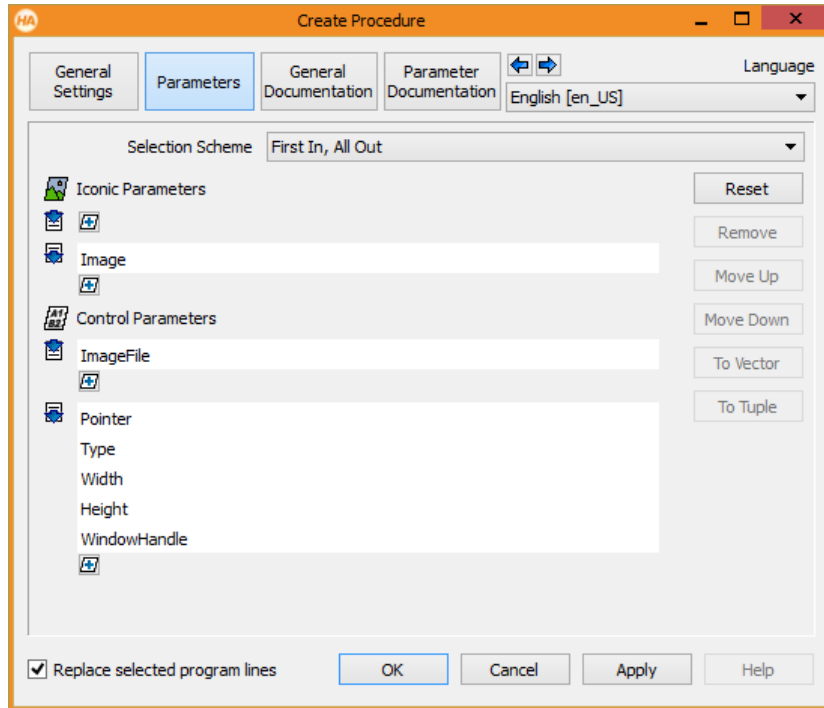 HA
Create Procedure
General Settings
Parameters
General Documentation
Parameter Documentation
Language
English [en_US]
Selection Scheme
First In, All Out
Iconic Parameters
Reset
Remove
Image
Move Up
A1
B2
Control Parameters
Move Down
ImageFile
To Vector
To Tuple
Pointer
Type
Width
Height
WindowHandle
Replace selected program lines
OK
Cancel
Apply
Help